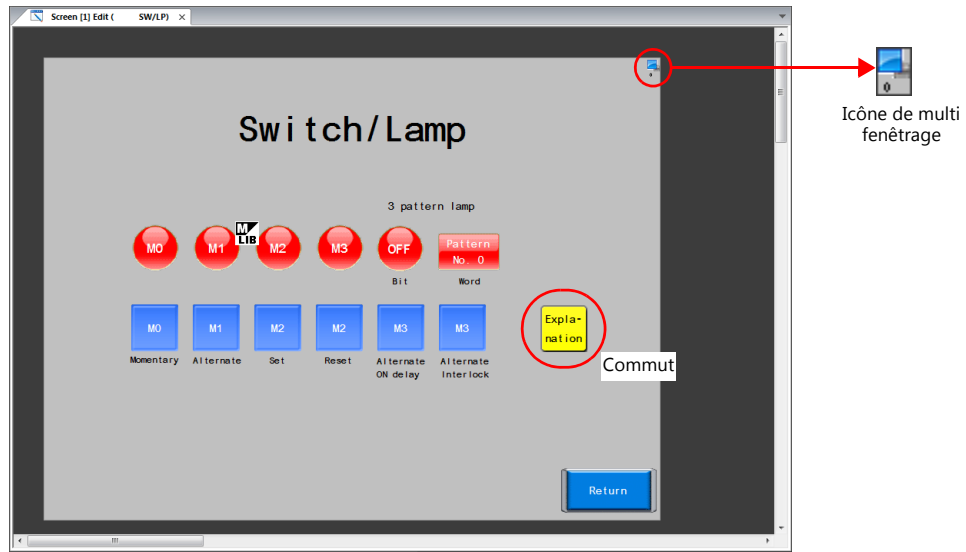 Screen [1] Edit ( SW/LP) ×
0
0
Icône de multi
fenêtrage
Switch/Lamp
3 pattern lamp
M0 M1 M LIB M2 M3 OFF Pattern
No. 0
Bit Word
M0 M1 M2 M2 M3 M3
Momentary Alternate Set Reset Alternate Alternate
ON delay Interlock
Expla-
nation
Commut
Return